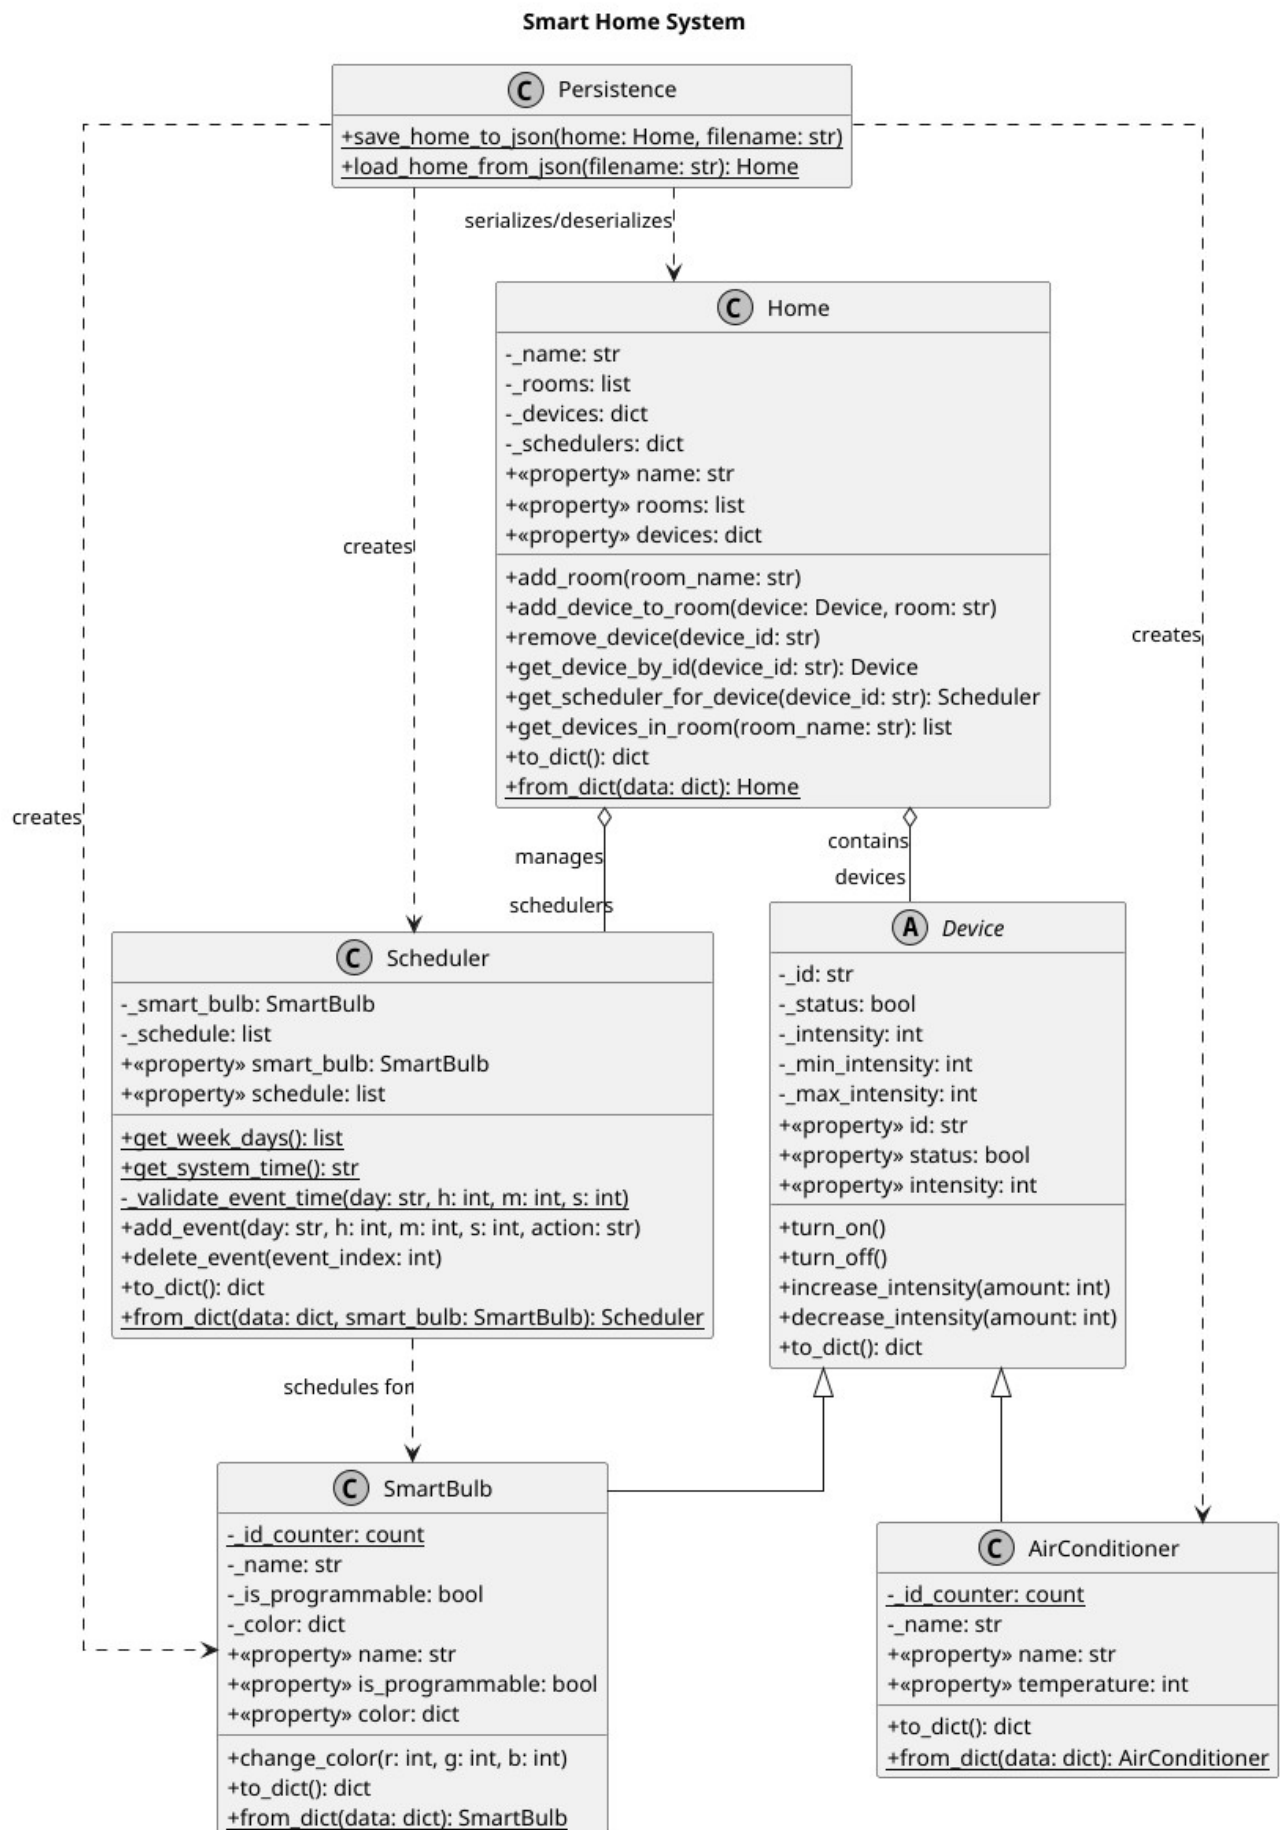 Smart Home System
C Persistence
+save_home_to_json(home: Home, filename: str)
+load_home_from_json(filename: str): Home
serializes/deserializes
C Home
-_name: str
-_rooms: list
-_devices: dict
-_schedulers: dict
+«property» name: str
+«property» rooms: list
+«property» devices: dict
+add_room(room_name: str)
+add_device_to_room(device: Device, room: str)
+remove_device(device_id: str)
+get_device_by_id(device_id: str): Device
+get_scheduler_for_device(device_id: str): Scheduler
+get_devices_in_room(room_name: str): list
+to_dict(): dict
+from_dict(data: dict): Home
creates
creates
creates
manages
schedulers
contains
devices
C Scheduler
-_smart_bulb: SmartBulb
-_schedule: list
+«property» smart_bulb: SmartBulb
+«property» schedule: list
+get_week_days(): list
+get_system_time(): str
-_validate_event_time(day: str, h: int, m: int, s: int)
+add_event(day: str, h: int, m: int, s: int, action: str)
+delete_event(event_index: int)
+to_dict(): dict
+from_dict(data: dict, smart_bulb: SmartBulb): Scheduler
A Device
-_id: str
-_status: bool
-_intensity: int
-_min_intensity: int
-_max_intensity: int
+«property» id: str
+«property» status: bool
+«property» intensity: int
+turn_on()
+turn_off()
+increase_intensity(amount: int)
+decrease_intensity(amount: int)
+to_dict(): dict
schedules for
C SmartBulb
-_id_counter: count
-_name: str
-_is_programmable: bool
-_color: dict
+«property» name: str
+«property» is_programmable: bool
+«property» color: dict
+change_color(r: int, g: int, b: int)
+to_dict(): dict
+from_dict(data: dict): SmartBulb
C AirConditioner
-_id_counter: count
-_name: str
+«property» name: str
+«property» temperature: int
+to_dict(): dict
+from_dict(data: dict): AirConditioner